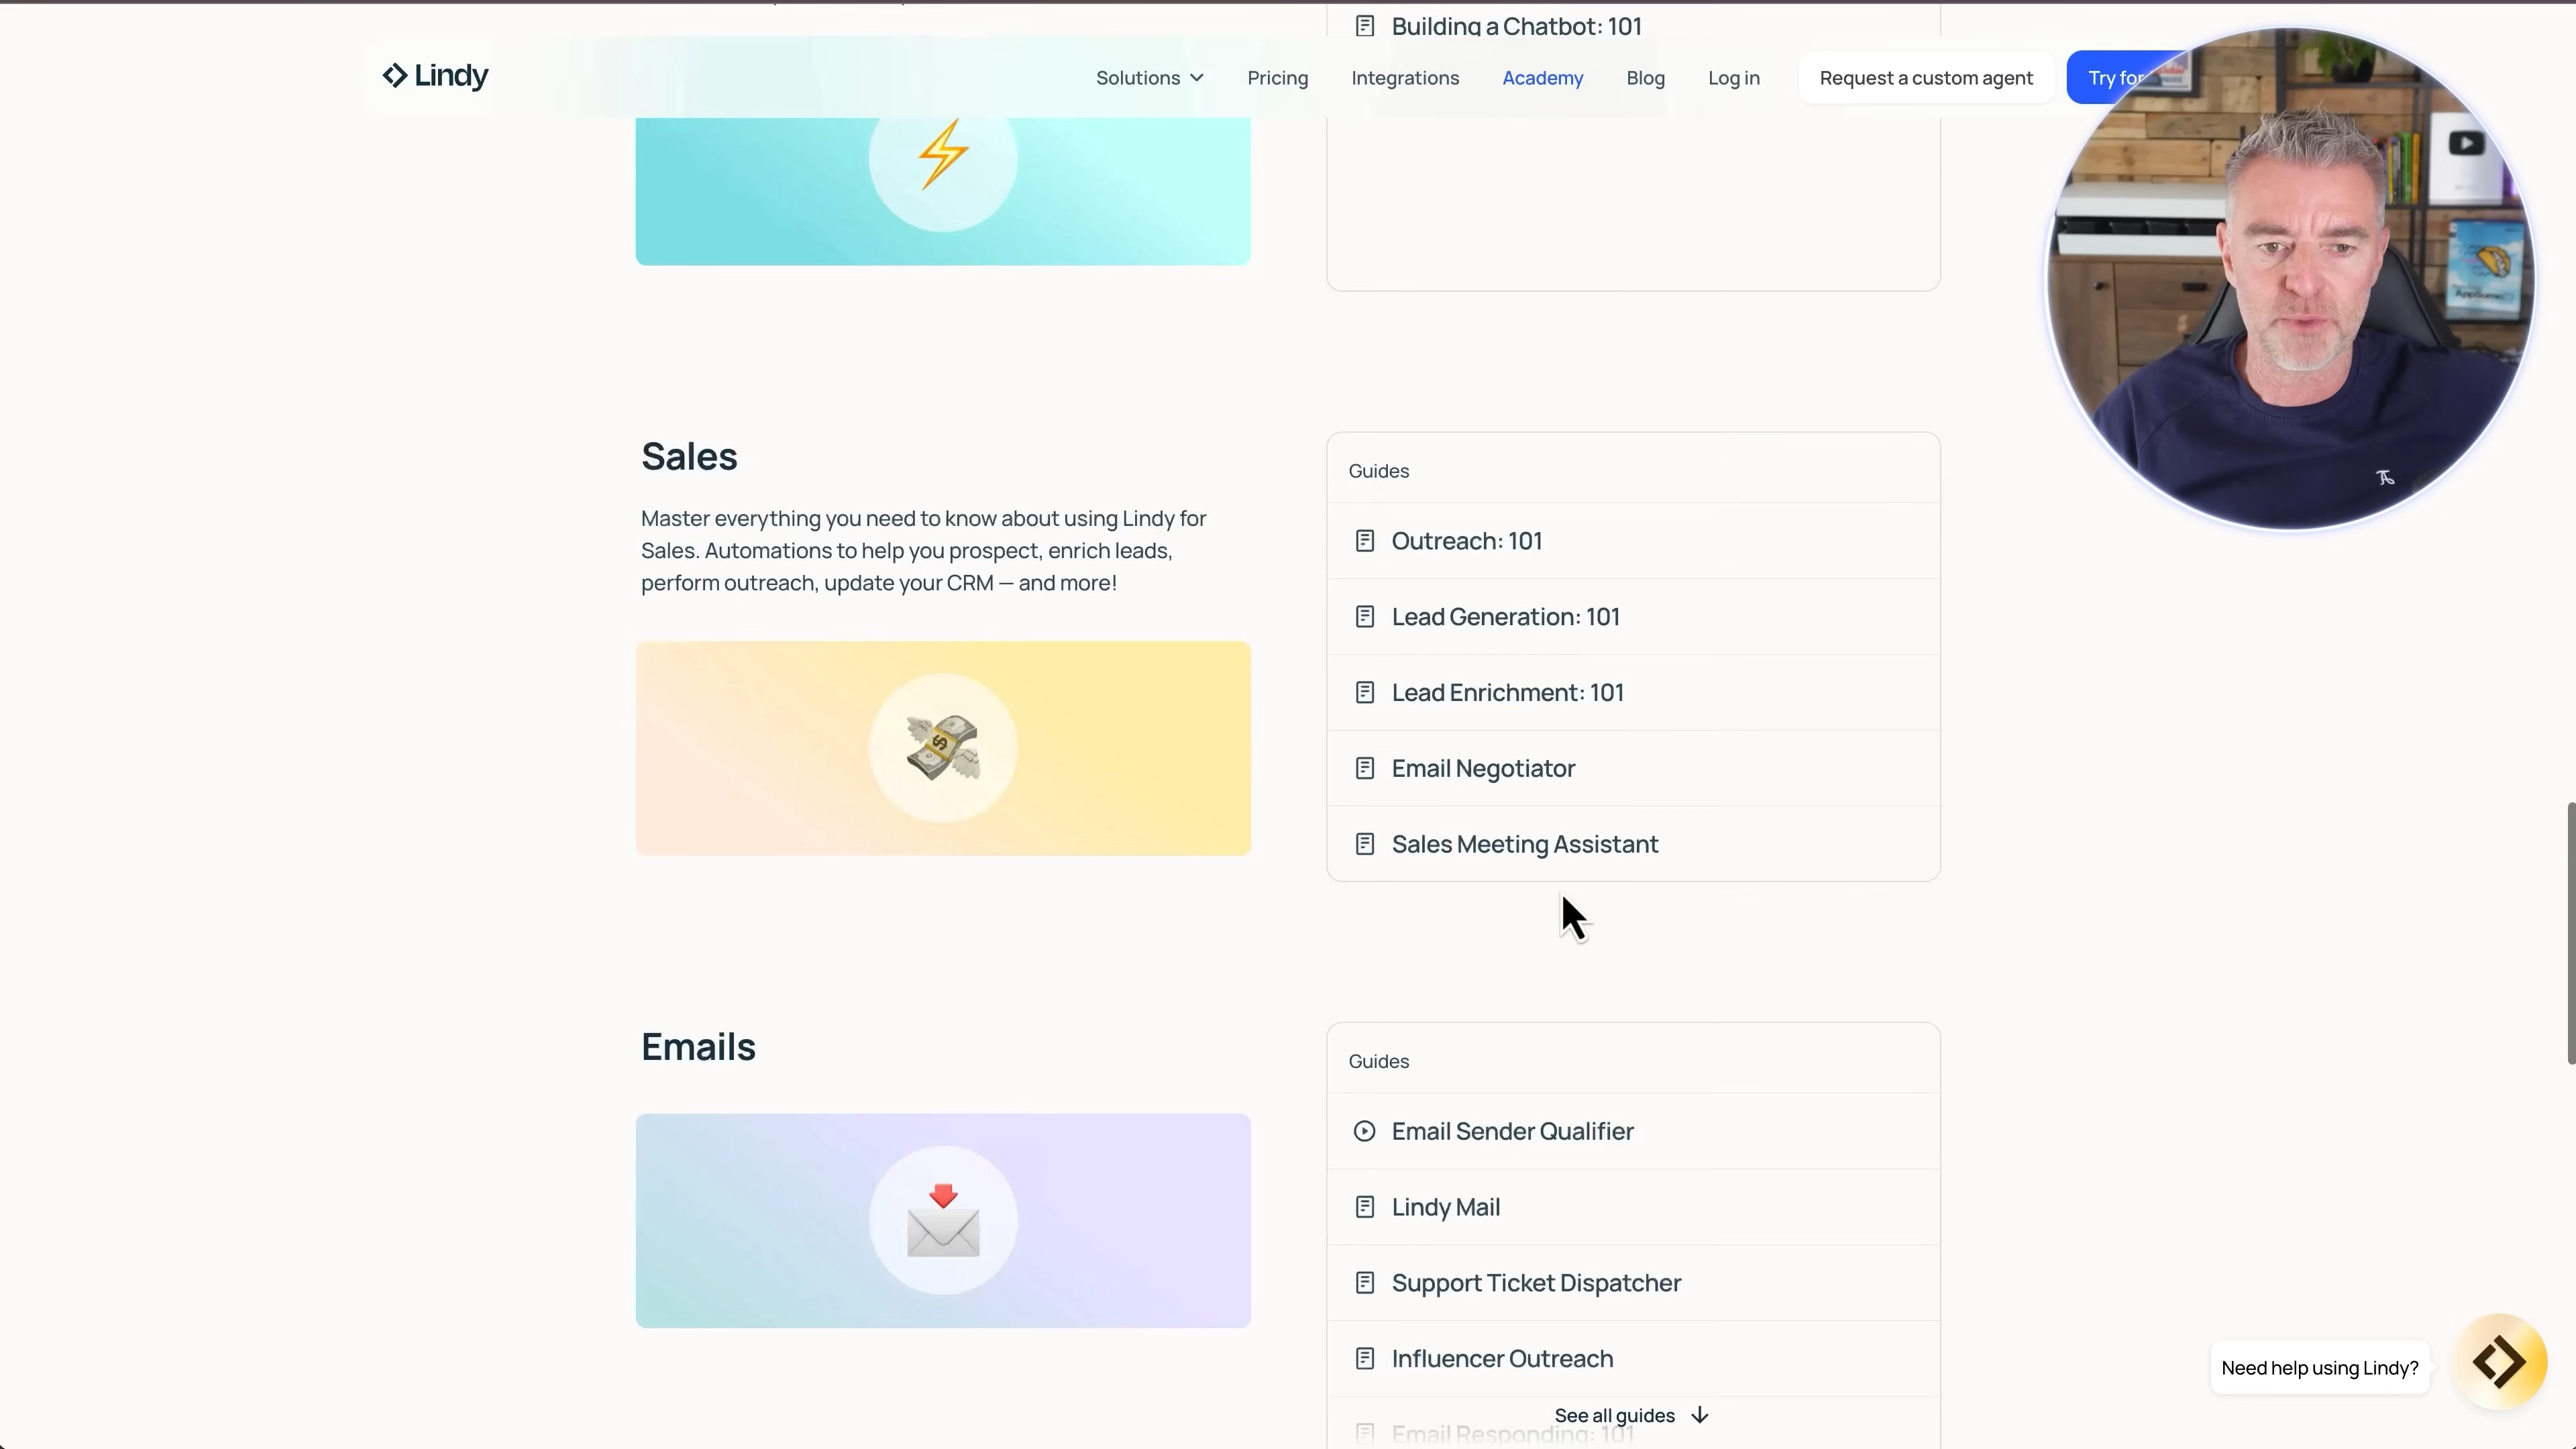 Building a Chatbot: 101
Lindy
Solutions
Pricing
Integrations
Academy
Blog
Log in
Request a custom agent
Try for
Sales
Master everything you need to know about using Lindy for
Sales. Automations to help you prospect, enrich leads,
perform outreach, update your CRM — and more!
Guides
Outreach: 101
Lead Generation: 101
Lead Enrichment: 101
Email Negotiator
Sales Meeting Assistant
Emails
Guides
Email Sender Qualifier
Lindy Mail
Support Ticket Dispatcher
Influencer Outreach
See all guides
Email Responding: 101
Need help using Lindy?
AppSumo